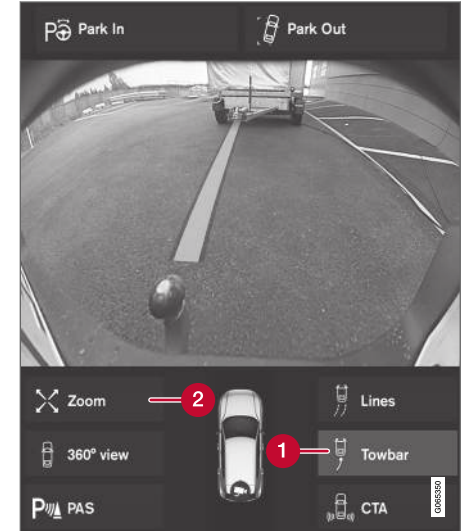 Park In
Park Out
2
Zoom
Lines
1
360° view
Towbar
P PAS
CTA
G065350